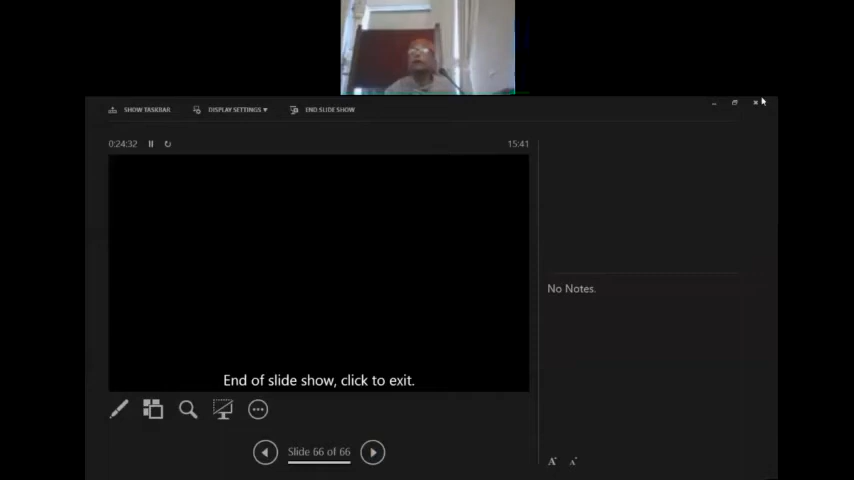 SHOW TASKBAR DISPLAY SETTINGS ▾ END SLIDE SHOW
0:24:32 15:41
End of slide show, click to exit.
No Notes.
Slide 66 of 66
A A